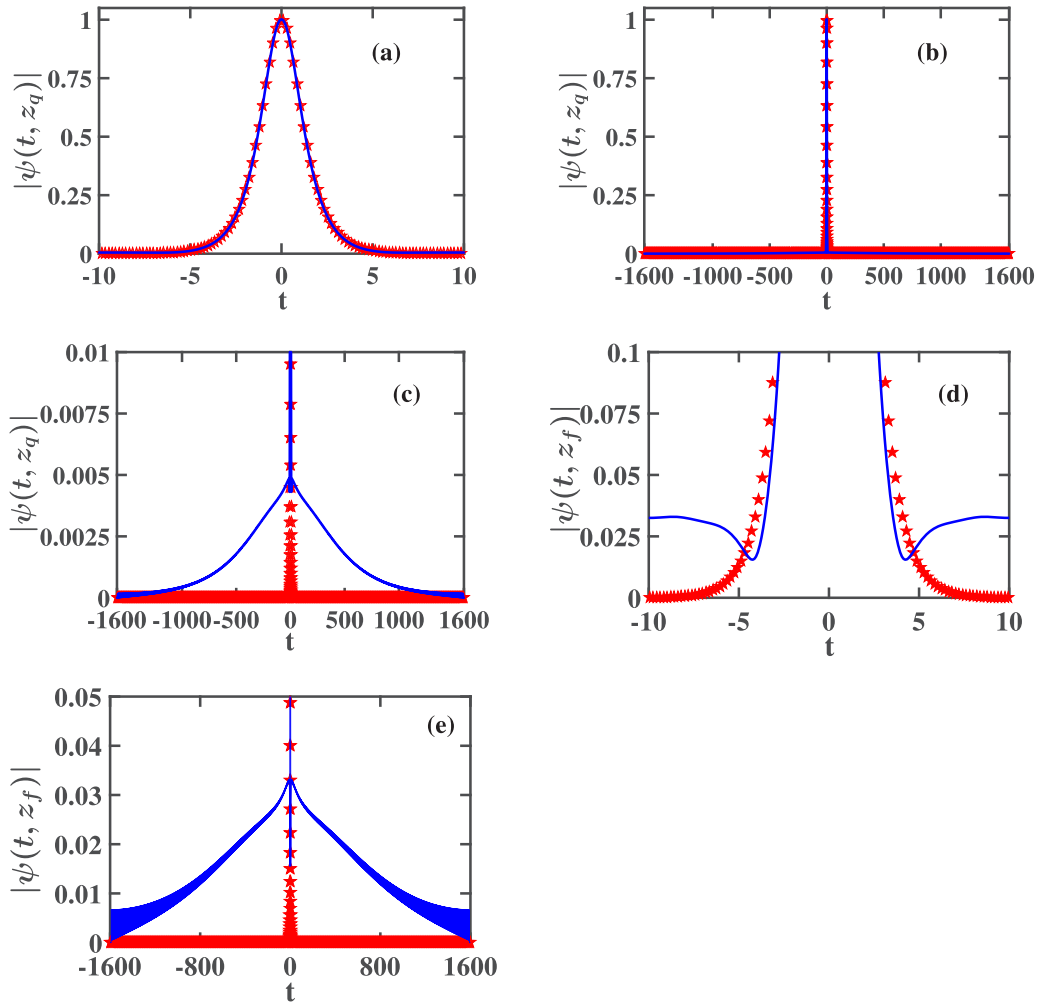 1
0.75
0.5
0.25
0
-10 -5 0 5 10
t
|ψ(t, z_q)|
(a)
1
0.75
0.5
0.25
0
-1600 -1000 -500 0 500 1000 1600
t
|ψ(t, z_q)|
(b)
0.01
0.0075
0.005
0.0025
0
-1600 -1000 -500 0 500 1000 1600
t
|ψ(t, z_q)|
(c)
0.1
0.075
0.05
0.025
0
-10 -5 0 5 10
t
|ψ(t, z_f)|
(d)
0.05
0.04
0.03
0.02
0.01
0
-1600 -800 0 800 1600
t
|ψ(t, z_f)|
(e)